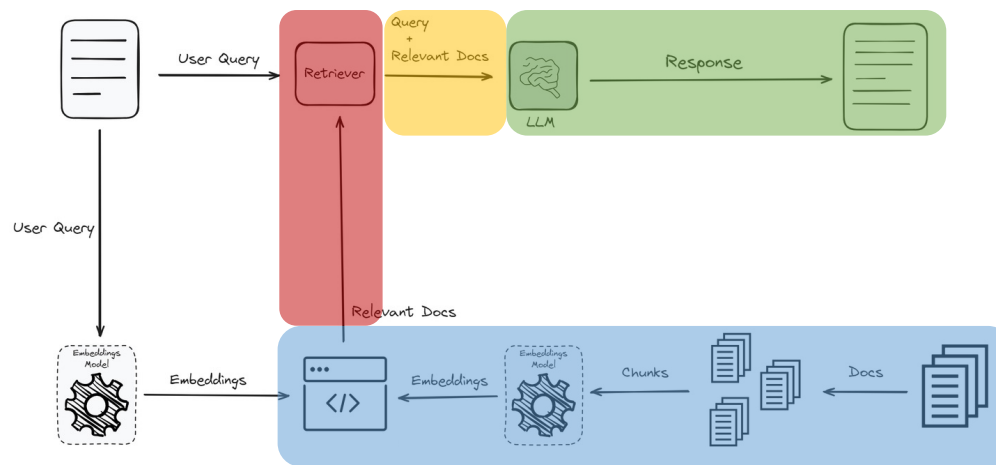 Query
+
Relevant Docs
User Query
Retriever
Response
LLM
User Query
Relevant Docs
Embeddings
Model
Embeddings
</>
Embeddings
Embeddings
Model
Chunks
Docs